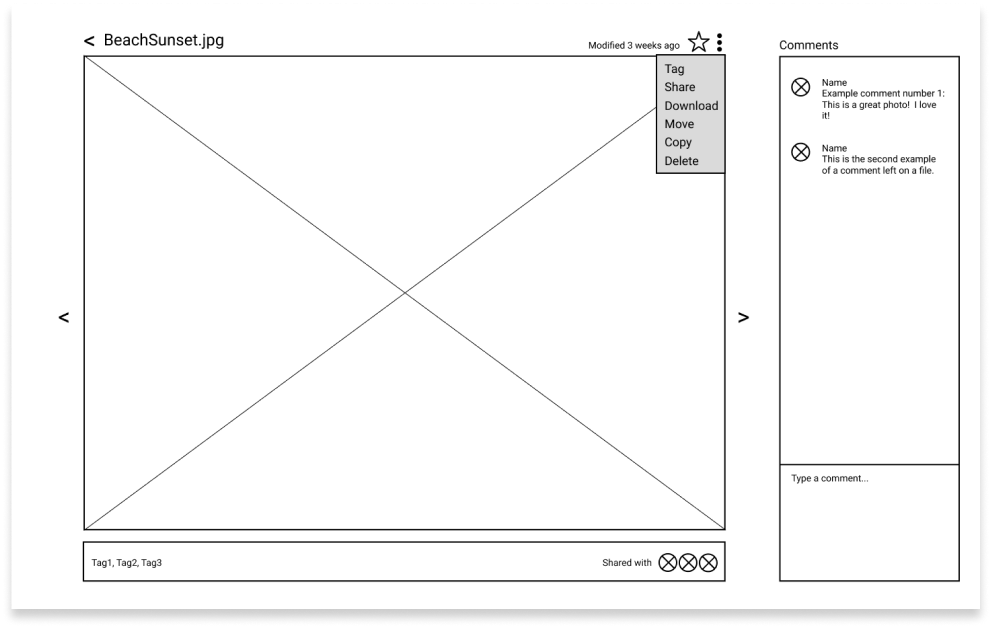 < BeachSunset.jpg
Modified 3 weeks ago
Tag
Share
Download
Move
Copy
Delete
<
>
Tag1, Tag2, Tag3
Shared with
Comments
Name
Example comment number 1:
This is a great photo! I love
it!
Name
This is the second example
of a comment left on a file.
Type a comment...